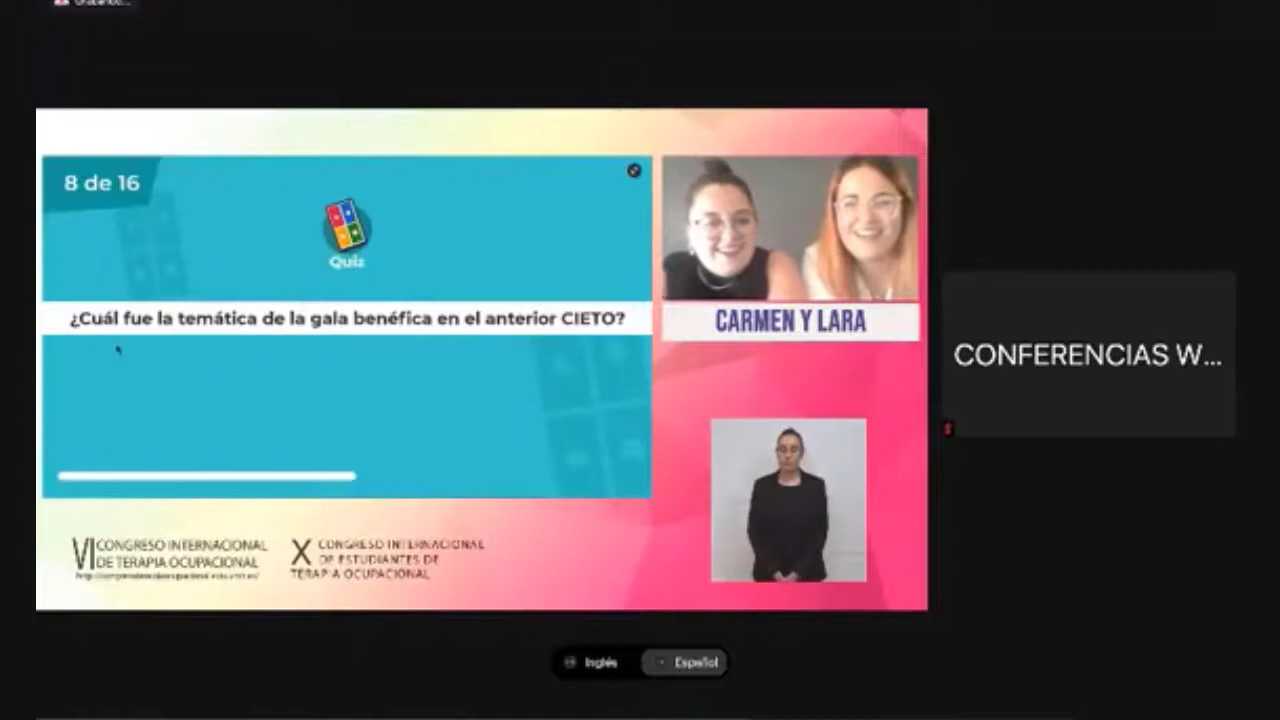 8 de 16
Quiz
¿Cuál fue la temática de la gala benéfica en el anterior CIETO?
CARMEN Y LARA
CONFERENCIAS W...
VI CONGRESO INTERNACIONAL
DE TERAPIA OCUPACIONAL
X CONGRESO INTERNACIONAL
DE ESTUDIANTES DE
TERAPIA OCUPACIONAL
Inglés
Español